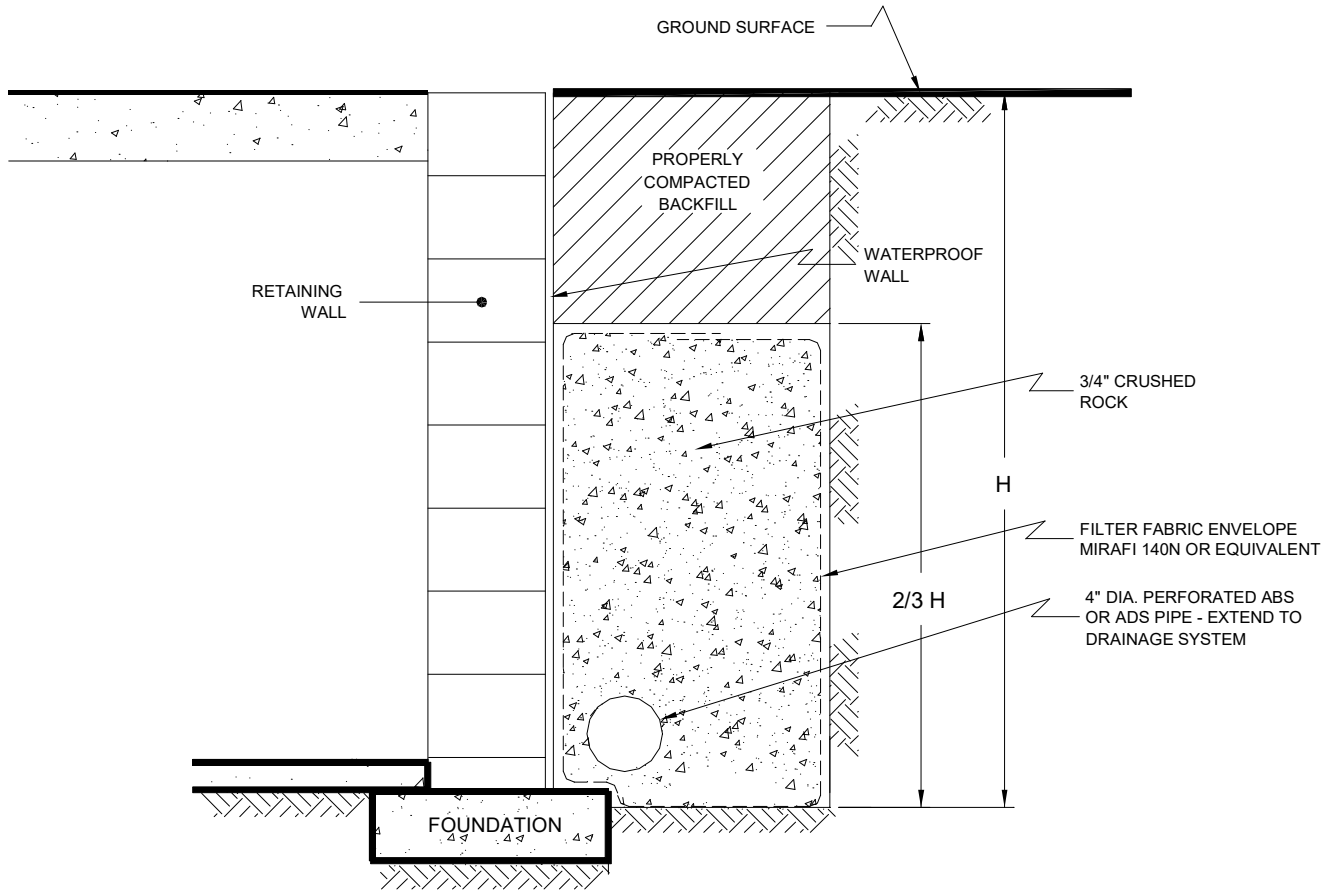 GROUND SURFACE
PROPERLY
COMPACTED
BACKFILL
WATERPROOF
WALL
RETAINING
WALL
3/4" CRUSHED
ROCK
H
FILTER FABRIC ENVELOPE
MIRAFI 140N OR EQUIVALENT
2/3 H
4" DIA. PERFORATED ABS
OR ADS PIPE - EXTEND TO
DRAINAGE SYSTEM
FOUNDATION